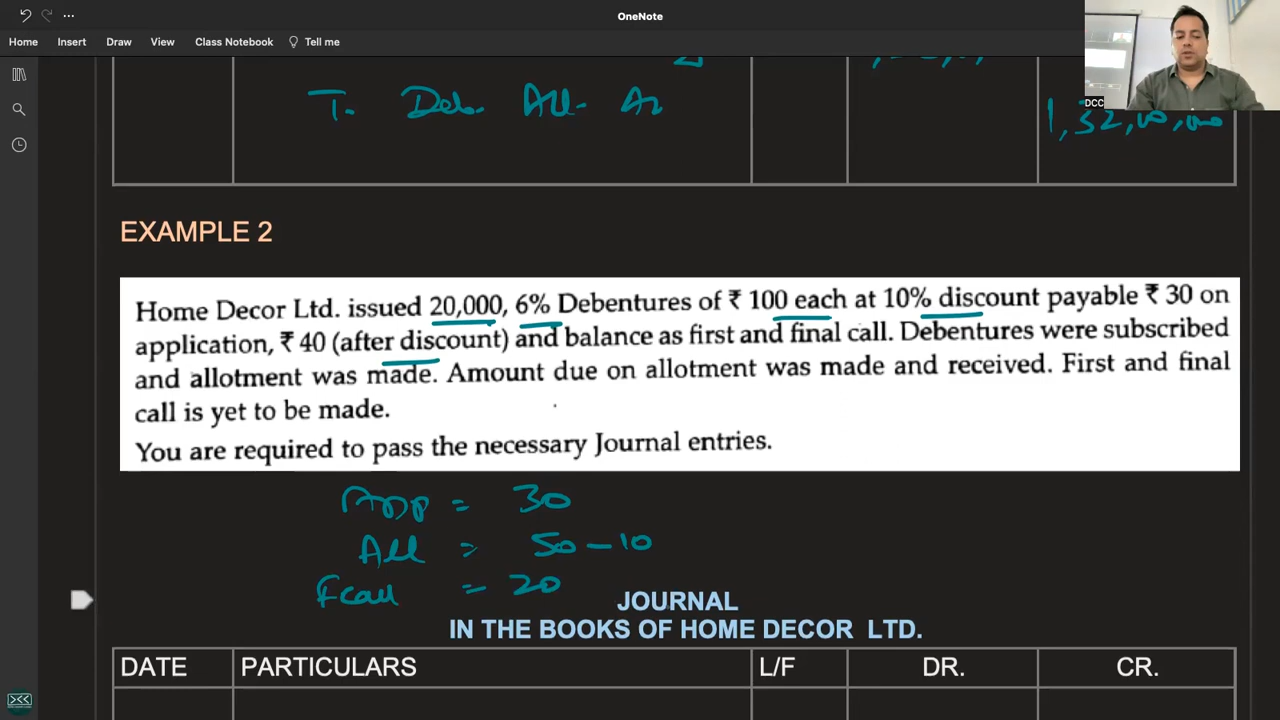 OneNote
Home Insert Draw View Class Notebook Tell me
DCC
To Deb. All. A/c
1,32,00,000
EXAMPLE 2
Home Decor Ltd. issued 20,000, 6% Debentures of ₹ 100 each at 10% discount payable ₹ 30 on
application, ₹ 40 (after discount) and balance as first and final call. Debentures were subscribed
and allotment was made. Amount due on allotment was made and received. First and final
call is yet to be made.
You are required to pass the necessary Journal entries.
App = 30
All = 50 – 10
Fcall = 20
JOURNAL
IN THE BOOKS OF HOME DECOR LTD.
DATE PARTICULARS L/F DR. CR.